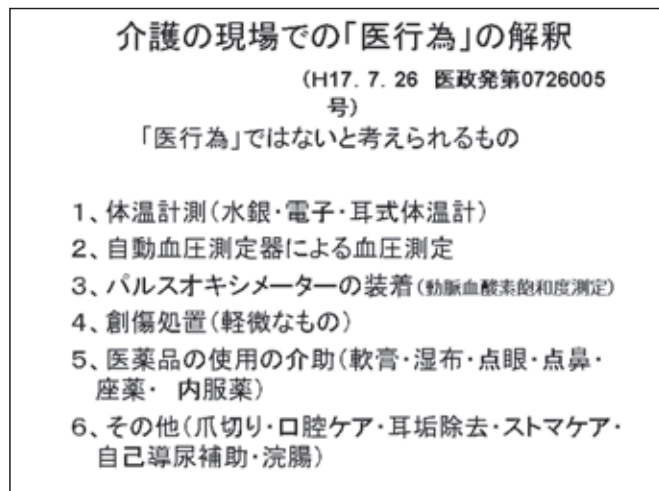 介護の現場での「医行為」の解釈
(H17. 7. 26 医政発第0726005
号)
「医行為」ではないと考えられるもの
1、体温計測(水銀・電子・耳式体温計)
2、自動血圧測定器による血圧測定
3、パルスオキシメーターの装着(動脈血酸素飽和度測定)
4、創傷処置(軽微なもの)
5、医薬品の使用の介助(軟膏・湿布・点眼・点鼻・
座薬・ 内服薬)
6、その他(爪切り・口腔ケア・耳垢除去・ストマケア・
自己導尿補助・浣腸)